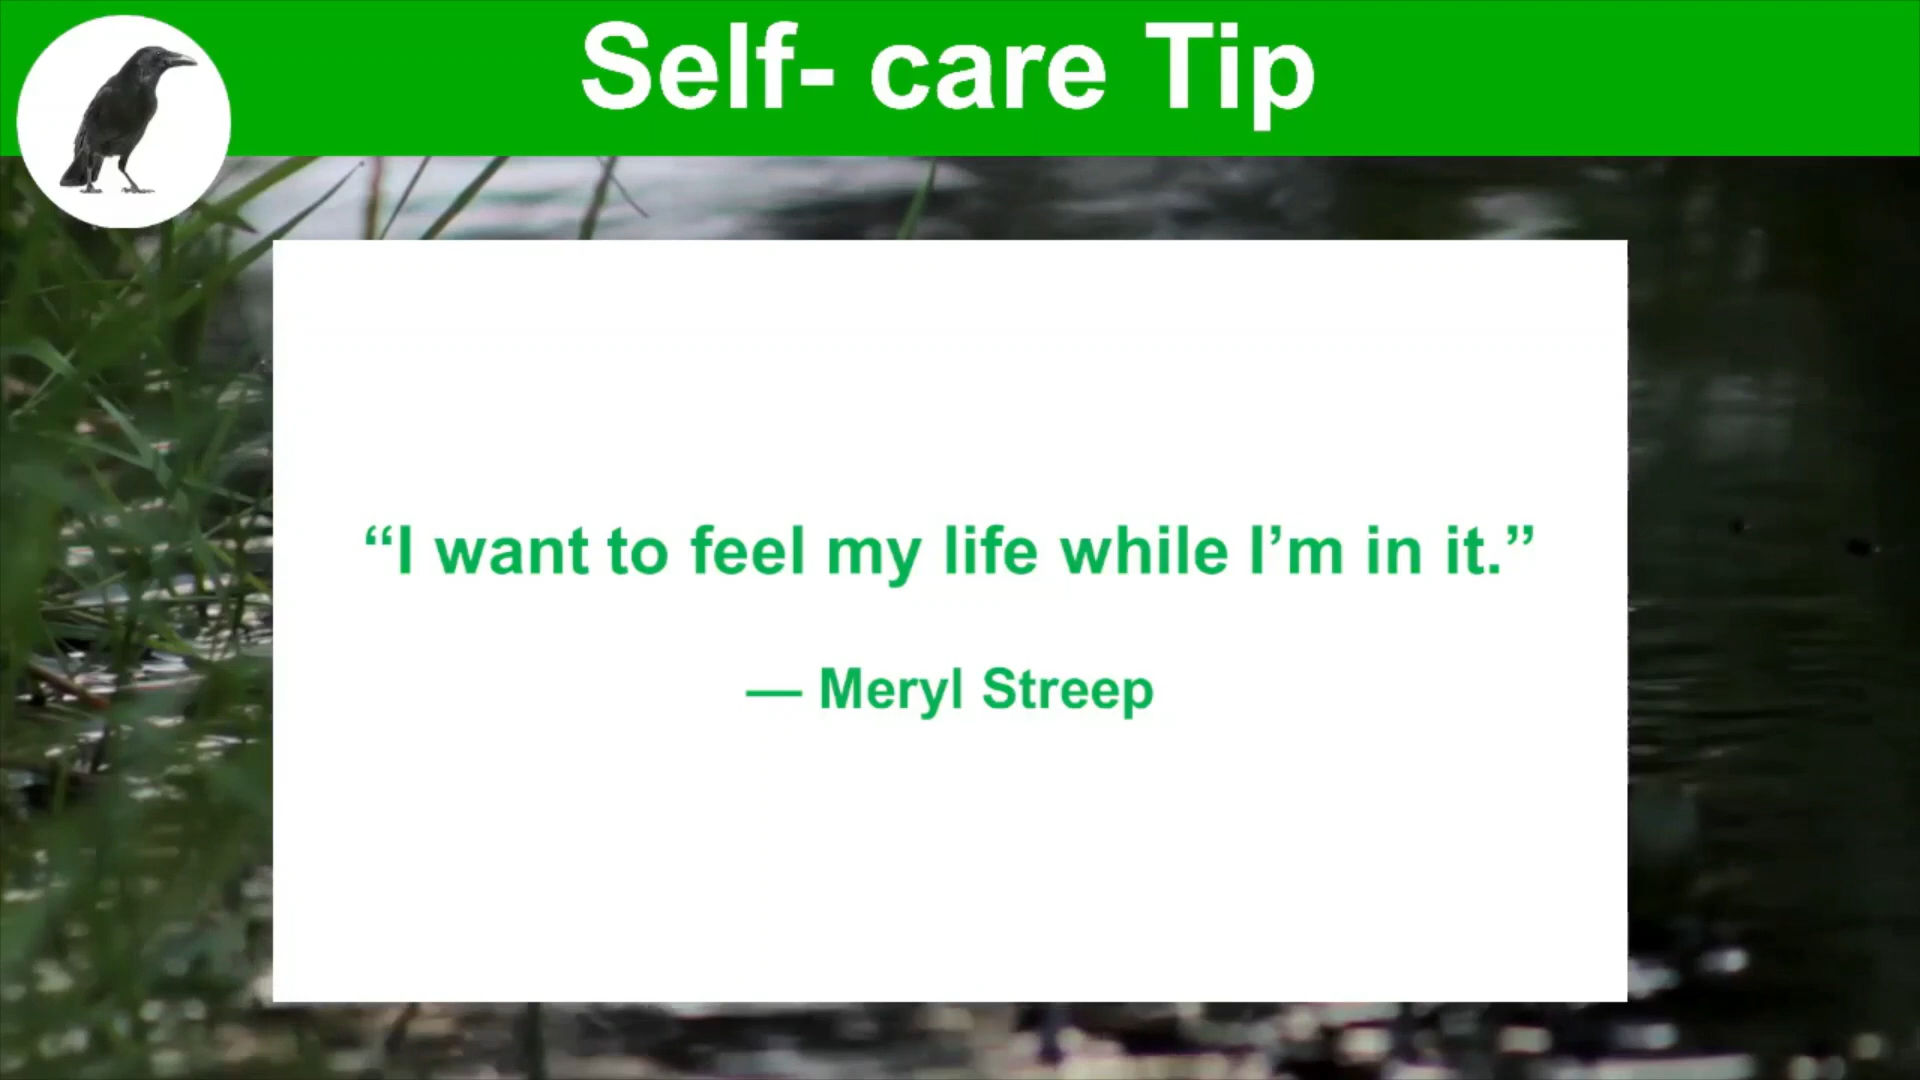 Self- care Tip
“I want to feel my life while I’m in it.”
— Meryl Streep